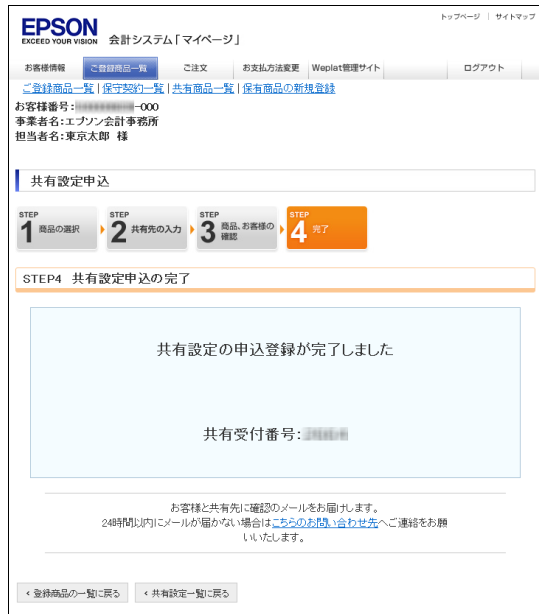 トップページ | サイトマップ
EPSON
EXCEED YOUR VISION 会計システム「マイページ」
お客様情報 ご登録商品一覧 ご注文 お支払方法変更 Weplat管理サイト ログアウト
ご登録商品一覧 | 保守契約一覧 | 共有商品一覧 | 保有商品の新規登録
お客様番号: -000
事業者名:エプソン会計事務所
担当者名:東京太郎 様
共有設定申込
STEP 1 商品の選択 STEP 2 共有先の入力 STEP 3 商品、お客様の確認 STEP 4 完了
STEP4 共有設定申込の完了
共有設定の申込登録が完了しました
共有受付番号:
お客様と共有先に確認のメールをお届けします。
24時間以内にメールが届かない場合はこちらのお問い合わせ先へご連絡をお願
いいたします。
‹ 登録商品の一覧に戻る ‹ 共有設定一覧に戻る